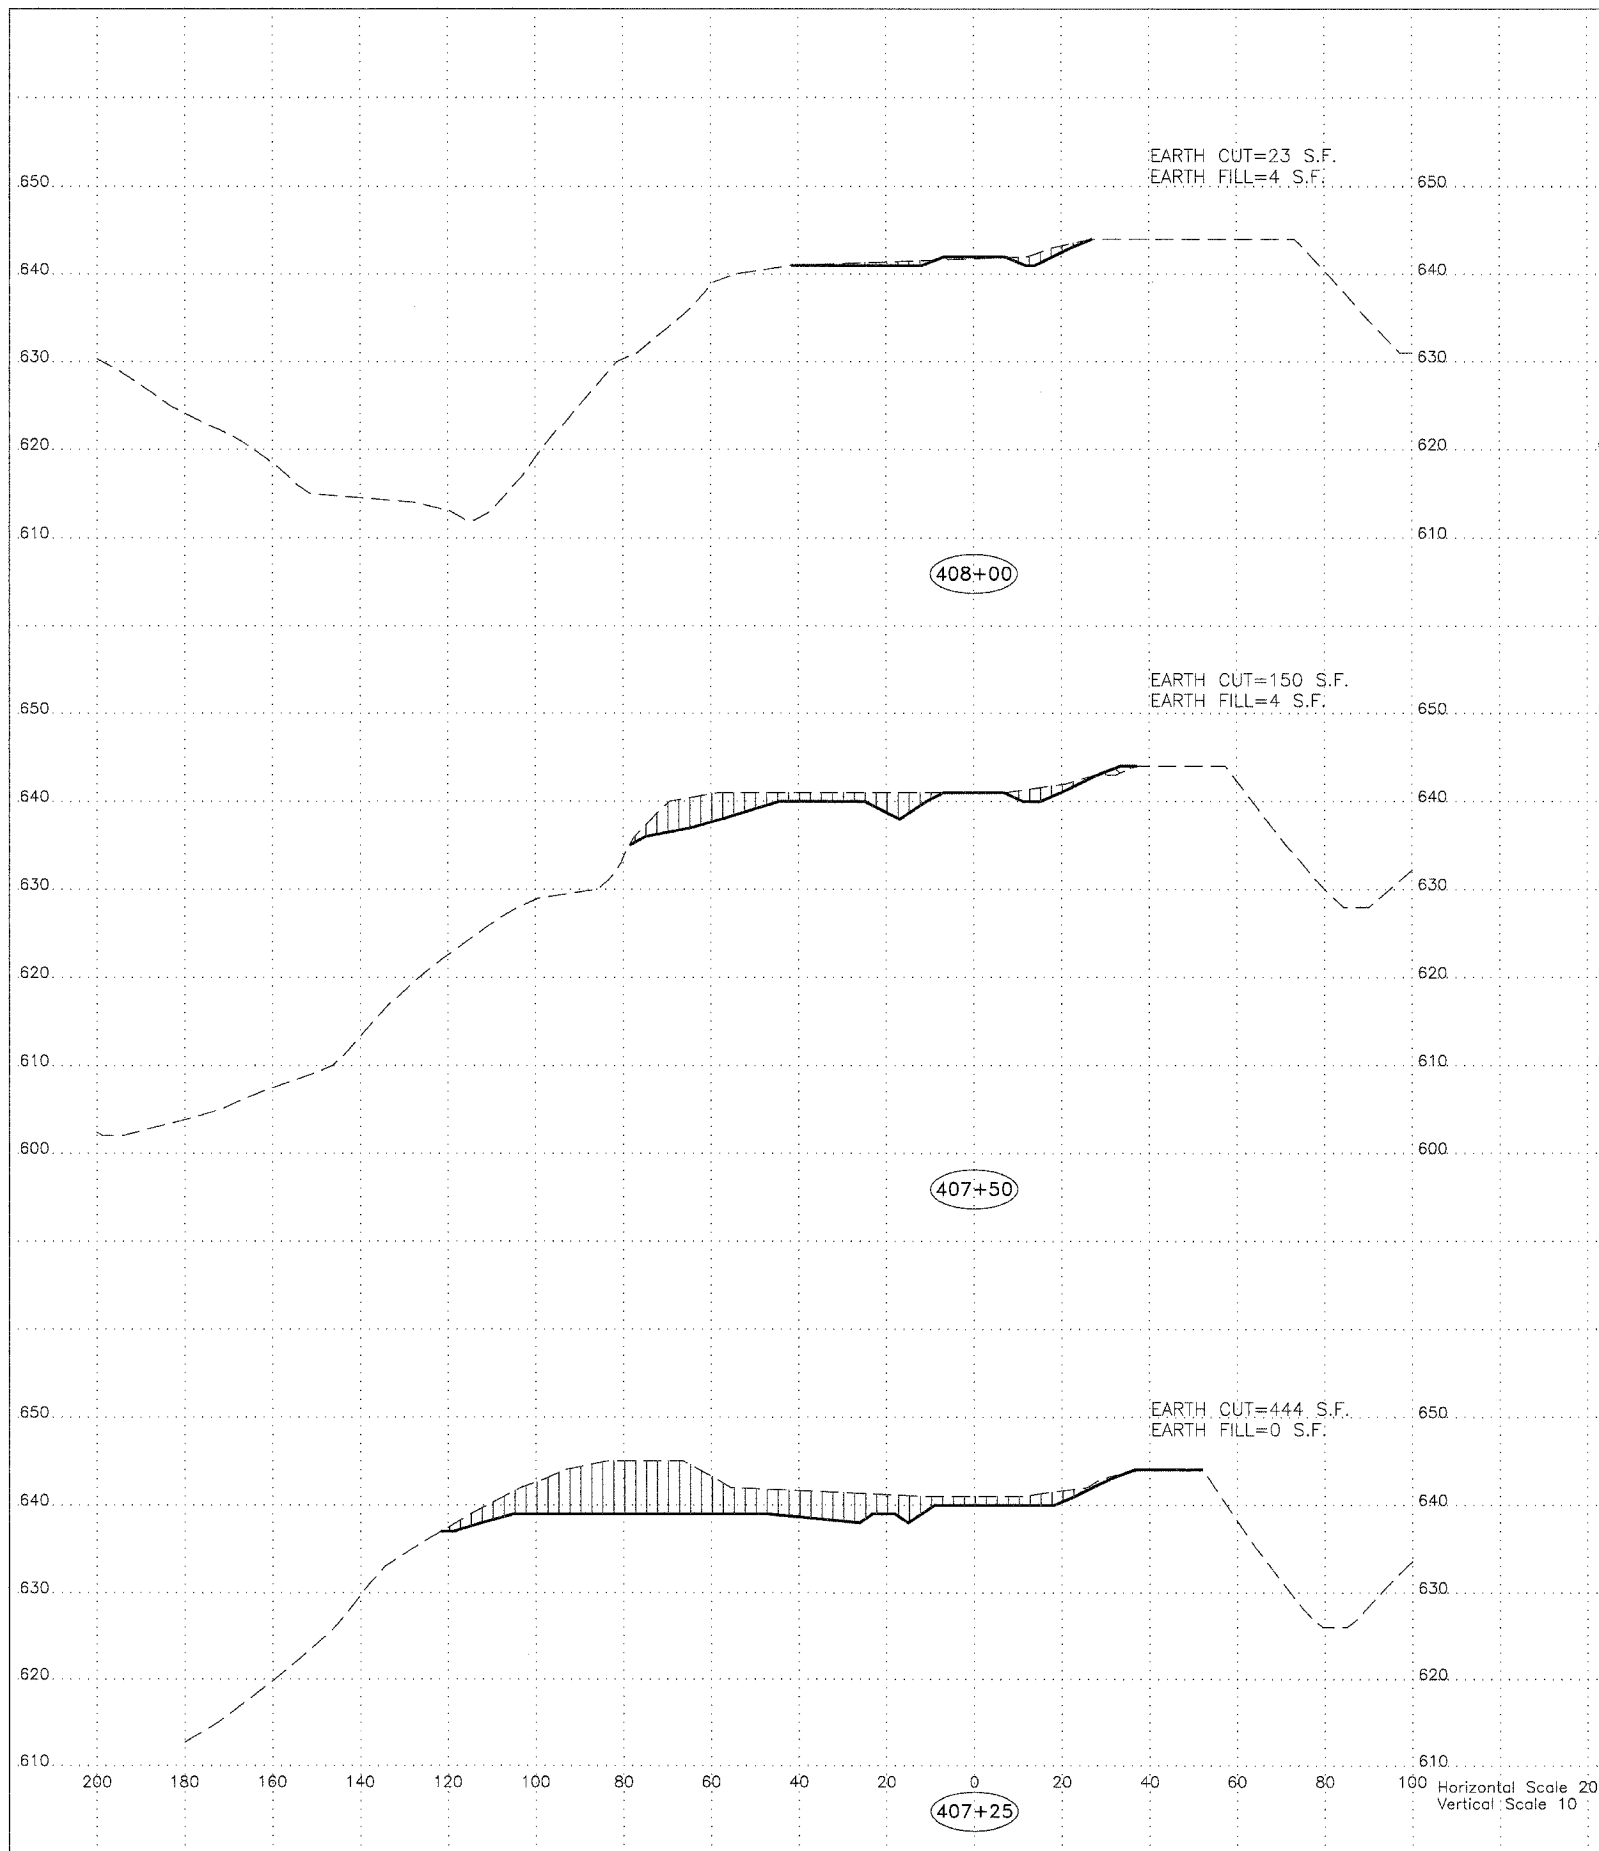 EARTH CUT=23 S.F.
EARTH FILL=4 S.F.
650 650
640 640
630 630
620 620
610 610
408+00
EARTH CUT=150 S.F.
EARTH FILL=4 S.F.
650 650
640 640
630 630
620 620
610 610
600 600
407+50
EARTH CUT=444 S.F.
EARTH FILL=0 S.F.
650 650
640 640
630 630
620 620
610 610
200 180 160 140 120 100 80 60 40 20 0 20 40 60 80 100
Horizontal Scale 20
Vertical Scale 10
407+25